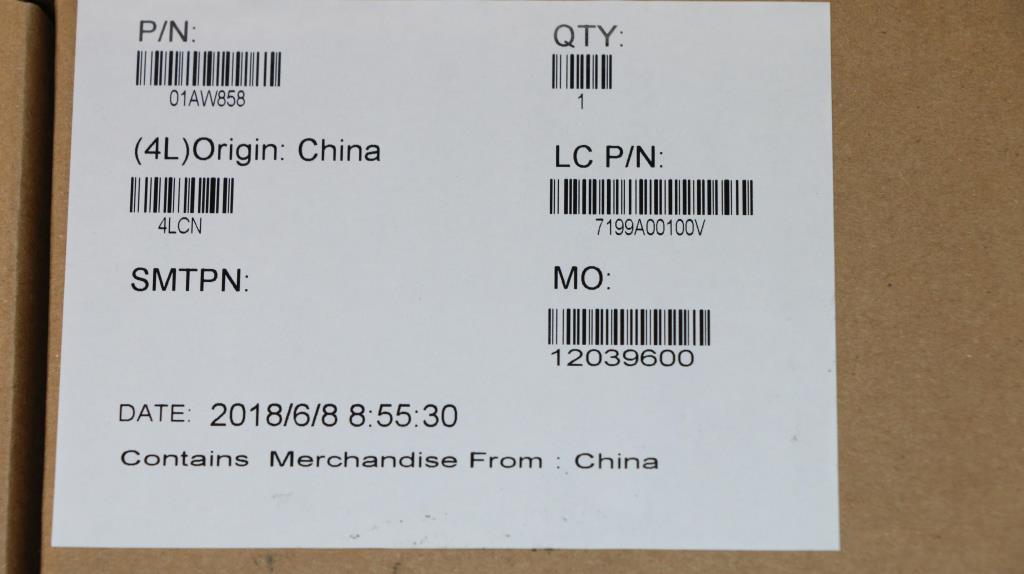 P/N:
01AW858
QTY:
1
(4L)Origin: China
4LCN
LC P/N:
7199A00100V
SMTPN:
MO:
12039600
DATE: 2018/6/8 8:55:30
Contains Merchandise From : China